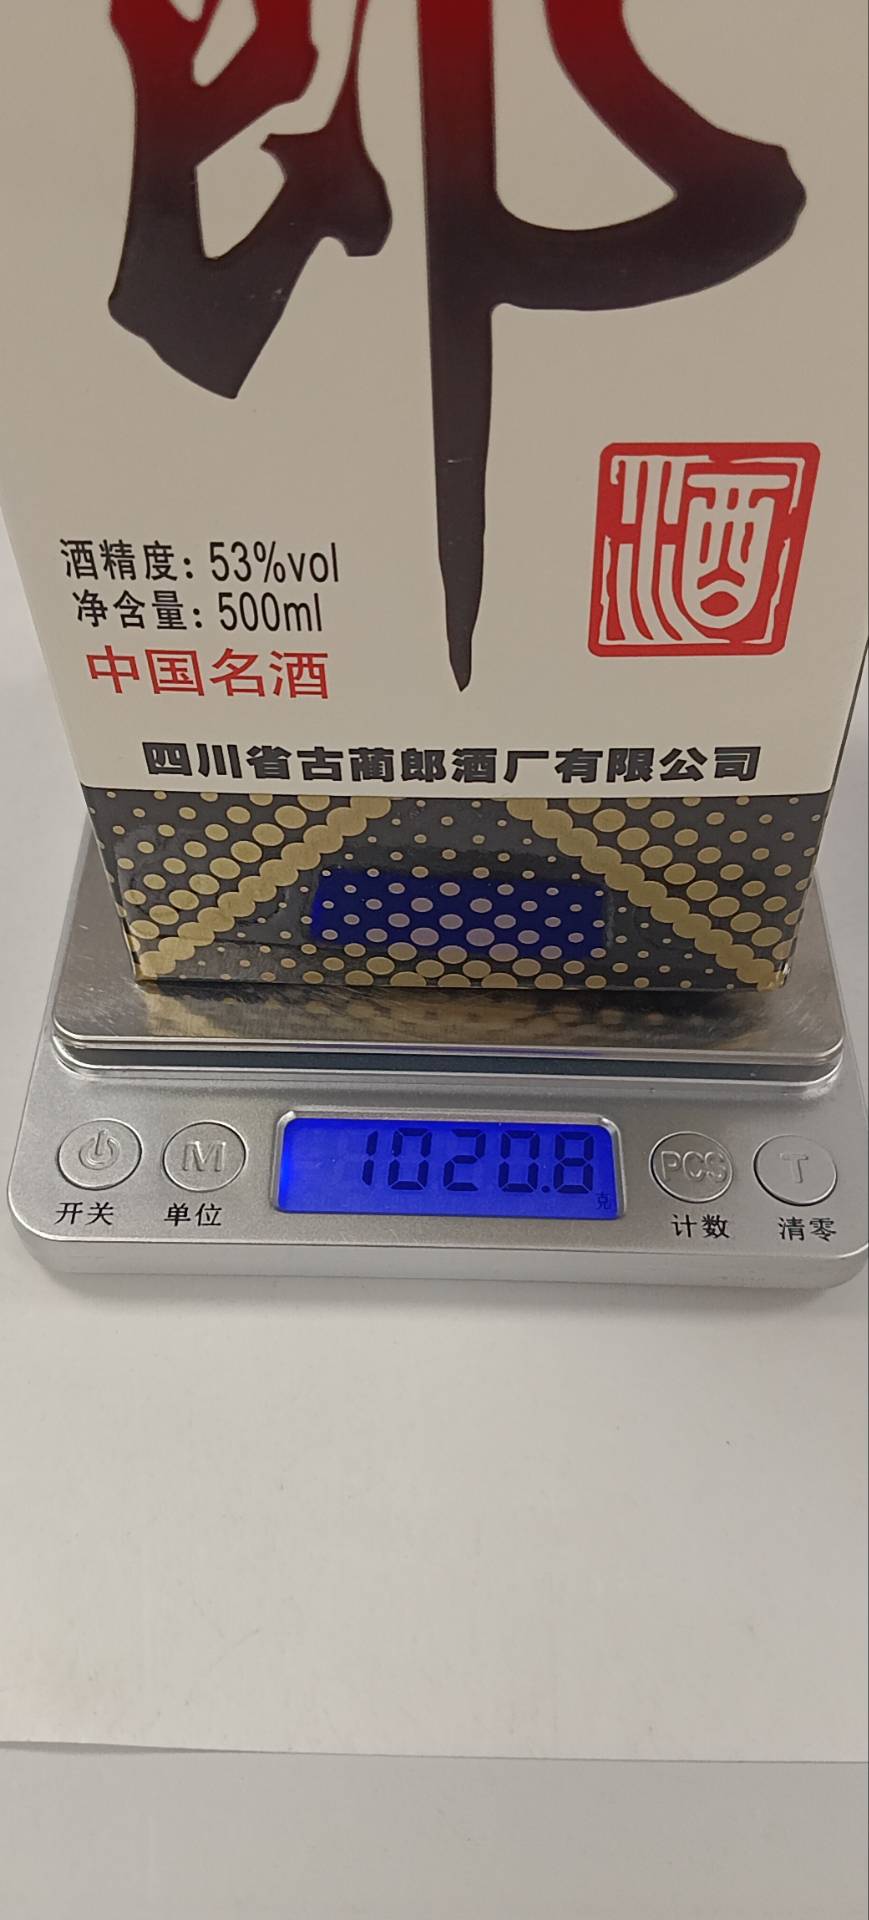 郎
酒
酒精度: 53%vol
净含量: 500ml
中国名酒
四川省古蔺郎酒厂有限公司
1020.8
克
M
PCS
T
开关
单位
计数
清零